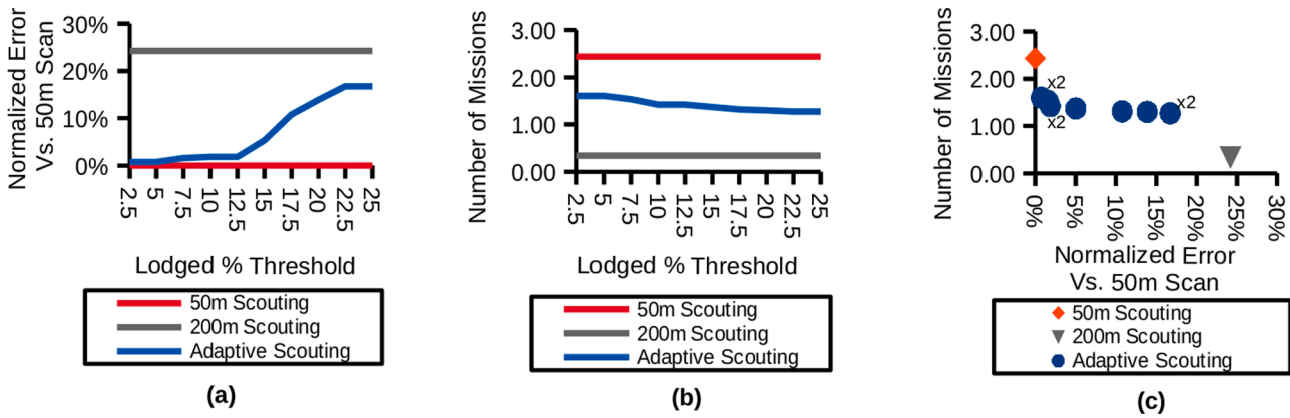 Normalized Error
Vs. 50m Scan
30%
20%
10%
0%
2.5
5
7.5
10
12.5
15
17.5
20
22.5
25
Lodged % Threshold
50m Scouting
200m Scouting
Adaptive Scouting
(a)
Number of Missions
3.00
2.00
1.00
0.00
2.5
5
7.5
10
12.5
15
17.5
20
22.5
25
Lodged % Threshold
50m Scouting
200m Scouting
Adaptive Scouting
(b)
Number of Missions
3.00
2.00
1.00
0.00
x2
x2
x2
0%
5%
10%
15%
20%
25%
30%
Normalized Error
Vs. 50m Scan
50m Scouting
200m Scouting
Adaptive Scouting
(c)